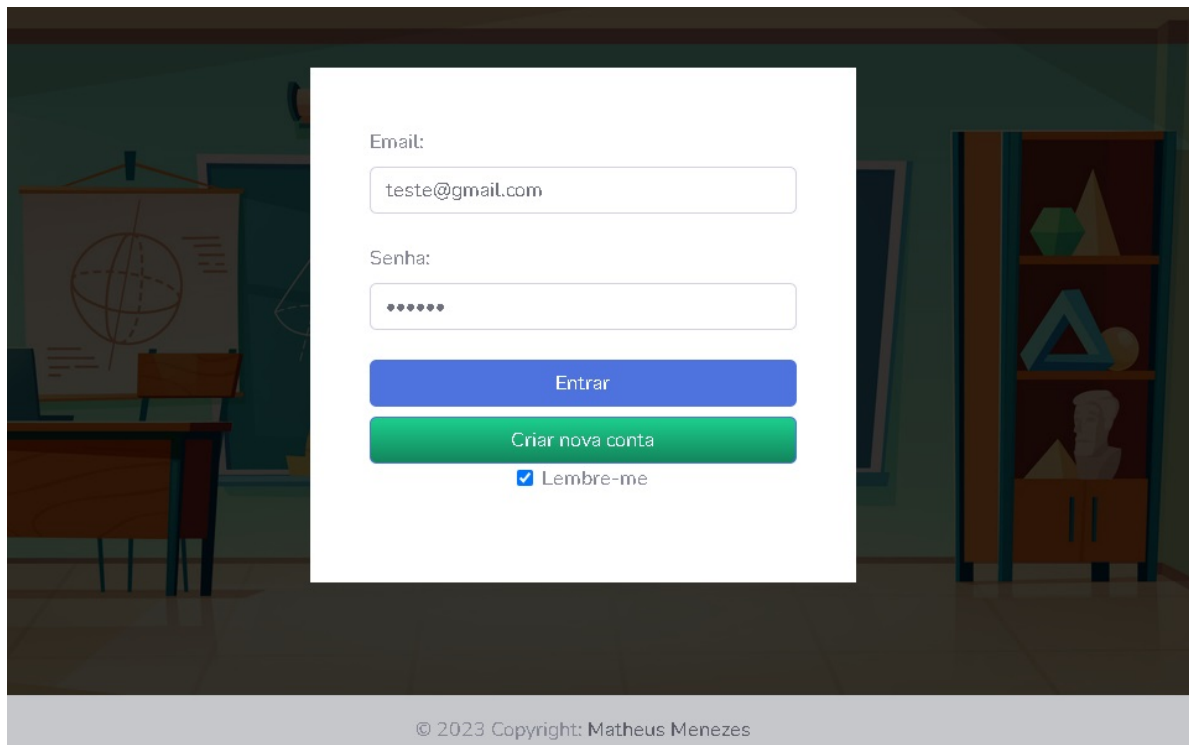 Email:
teste@gmail.com
Senha:
••••••
Entrar
Criar nova conta
Lembre-me
© 2023 Copyright: Matheus Menezes